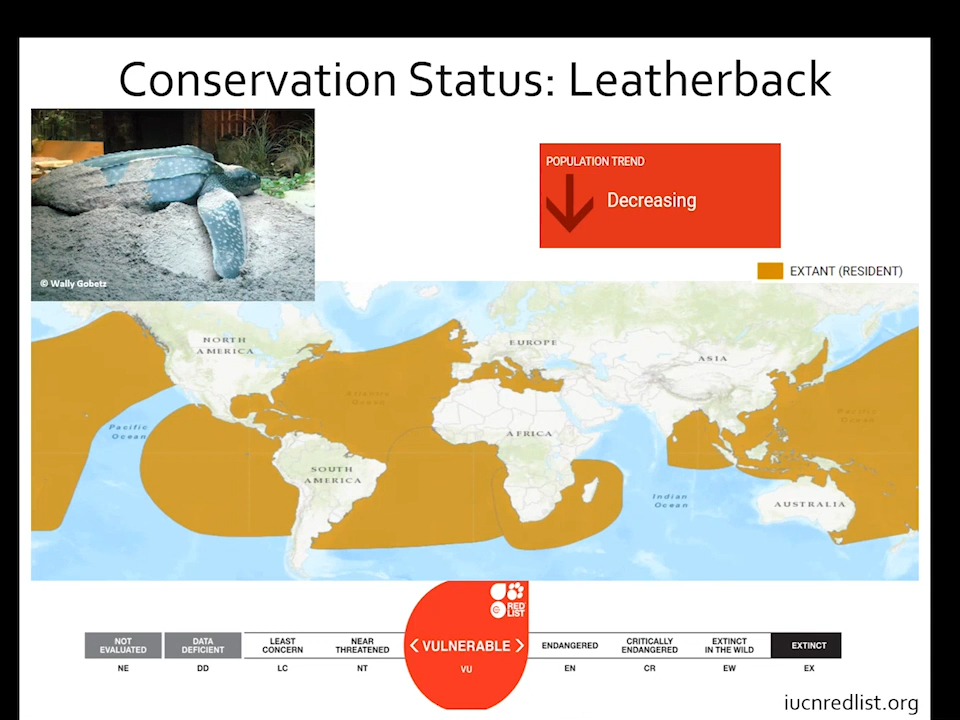 Conservation Status: Leatherback
POPULATION TREND
Decreasing
© Wally Gobetz
EXTANT (RESIDENT)
NORTH
AMERICA
EUROPE
ASIA
Atlantic
Ocean
Pacific
Ocean
Pacific
Ocean
AFRICA
SOUTH
AMERICA
Indian
Ocean
AUSTRALIA
RED
LIST
NOT
EVALUATED
DATA
DEFICIENT
LEAST
CONCERN
NEAR
THREATENED
< VULNERABLE >
ENDANGERED
CRITICALLY
ENDANGERED
EXTINCT
IN THE WILD
EXTINCT
NE
DD
LC
NT
VU
EN
CR
EW
EX
iucnredlist.org